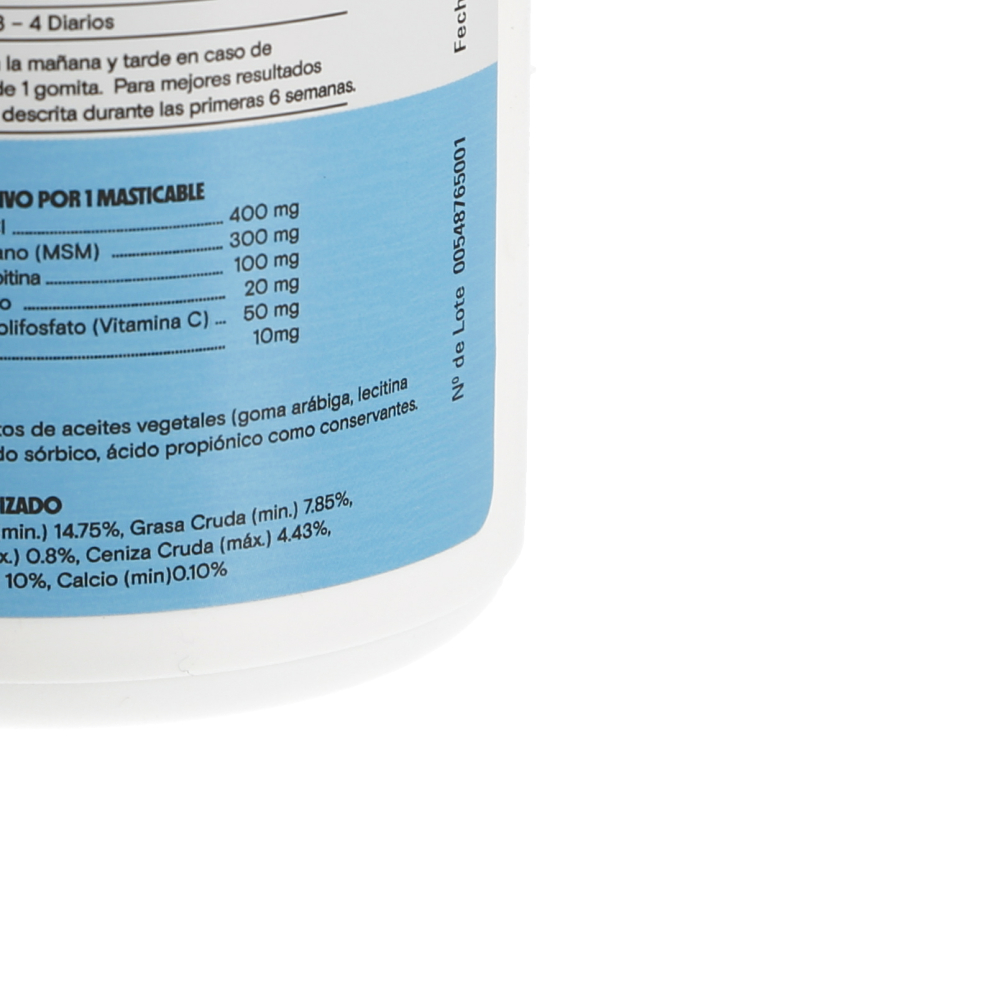 3 – 4 Diarios
la mañana y tarde en caso de
de 1 gomita. Para mejores resultados
descrita durante las primeras 6 semanas.
IVO POR 1 MASTICABLE
l ........ 400 mg
ano (MSM) ........ 300 mg
oitina ........ 100 mg
o ........ 20 mg
olifosfato (Vitamina C) ... 50 mg
........ 10mg
tos de aceites vegetales (goma arábiga, lecitina
do sórbico, ácido propiónico como conservantes.
IZADO
min.) 14.75%, Grasa Cruda (min.) 7.85%,
x.) 0.8%, Ceniza Cruda (máx.) 4.43%,
10%, Calcio (min)0.10%
Fech
Nº de Lote 00548765001